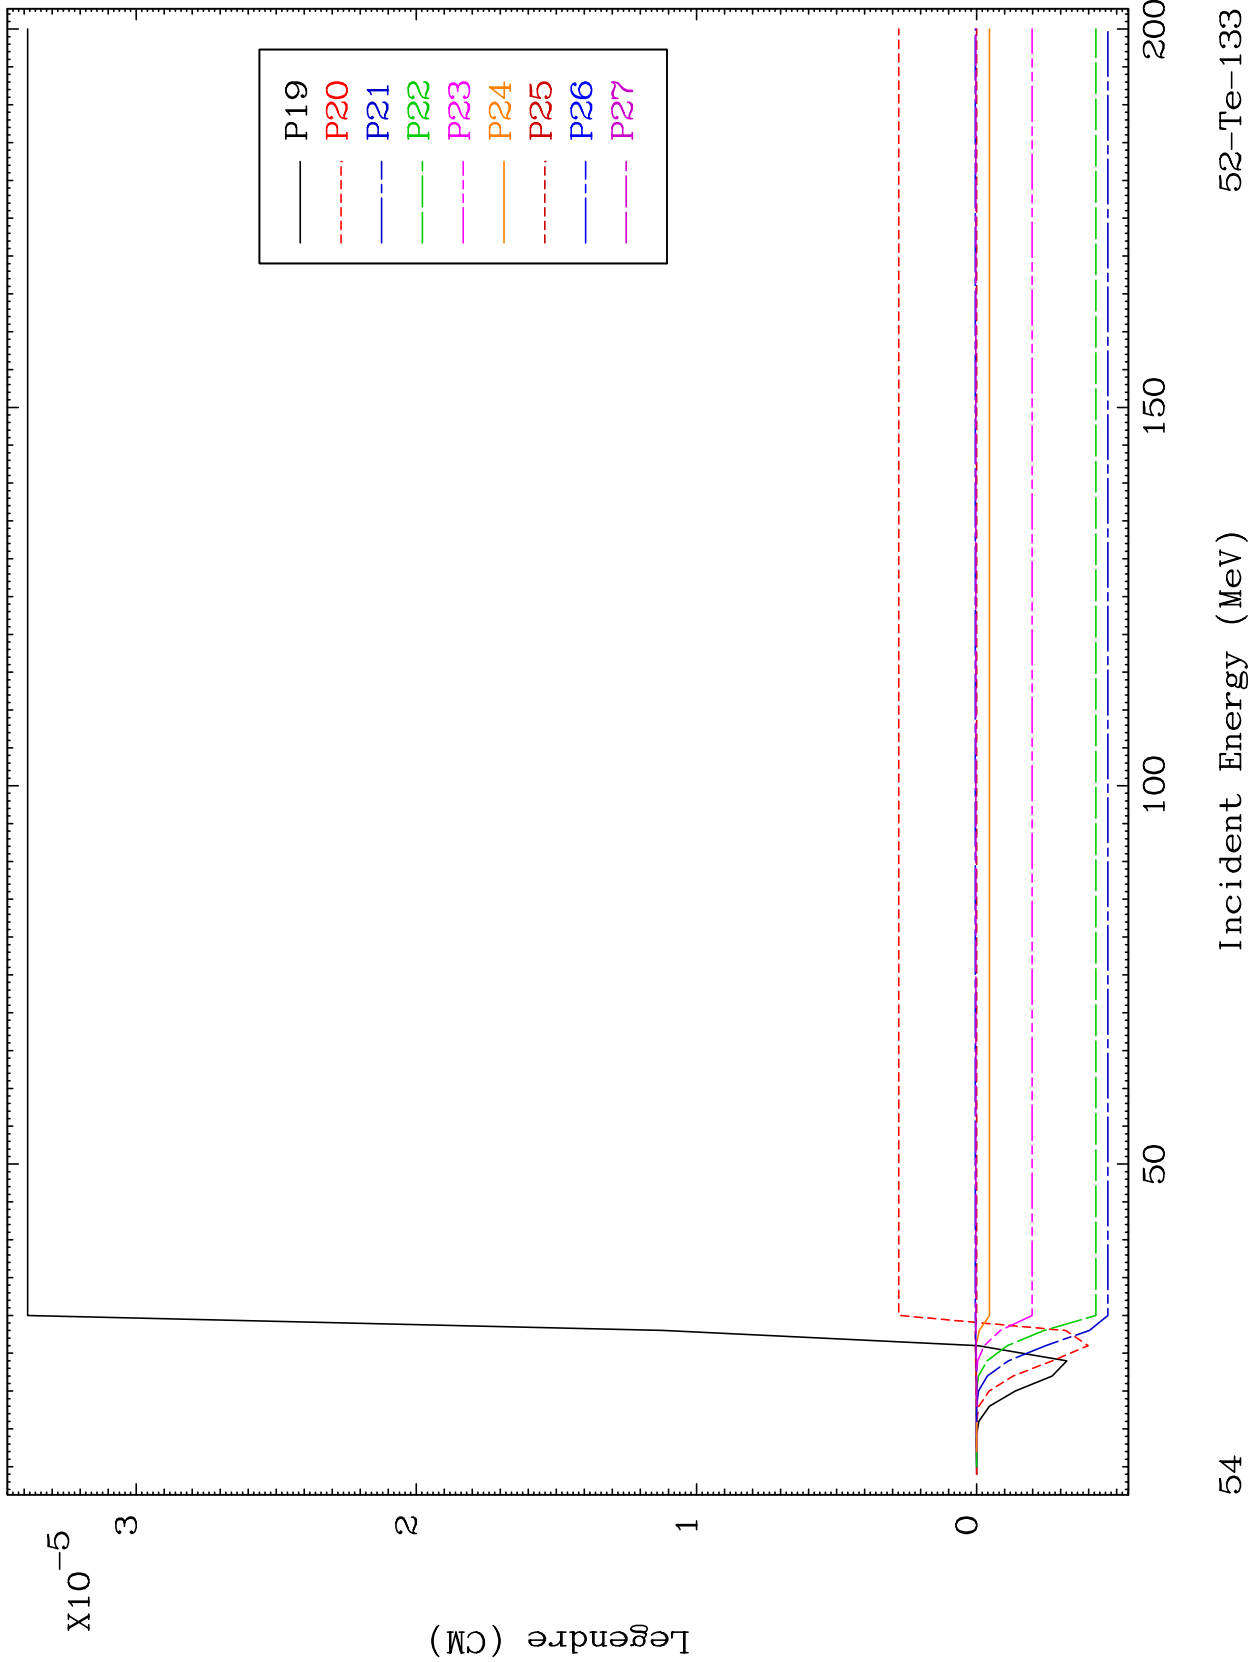 X10-5
3
2
1
0
Legendre (CM)
P19
P20
P21
P22
P23
P24
P25
P26
P27
50
100
150
200
Incident Energy (MeV)
54
52-Te-133